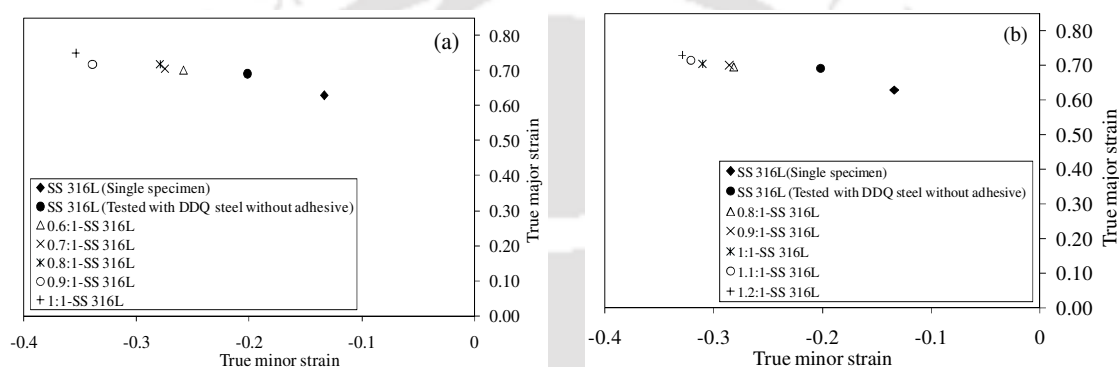 (a)
0.80
0.70
0.60
0.50
0.40
0.30
0.20
0.10
0.00
True major strain
SS 316L (Single specimen)
SS 316L (Tested with DDQ steel without adhesive)
0.6:1-SS 316L
0.7:1-SS 316L
0.8:1-SS 316L
0.9:1-SS 316L
1:1-SS 316L
-0.4 -0.3 -0.2 -0.1 0
True minor strain
(b)
0.80
0.70
0.60
0.50
0.40
0.30
0.20
0.10
0.00
True major strain
SS 316L(Single specimen)
SS 316L (Tested with DDQ steel without adhesive)
0.8:1-SS 316L
0.9:1-SS 316L
1:1-SS 316L
1.1:1-SS 316L
1.2:1-SS 316L
-0.4 -0.3 -0.2 -0.1 0
True minor strain